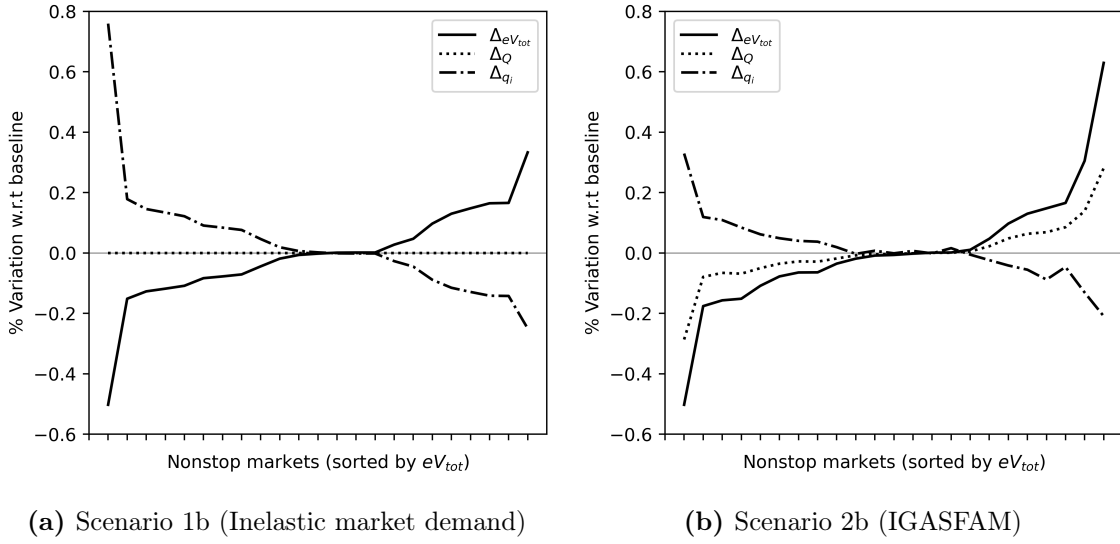 0.8
0.6
0.4
0.2
0.0
−0.2
−0.4
−0.6
% Variation w.r.t baseline
Δ_{eV_{tot}}
Δ_Q
Δ_{q_i}
Nonstop markets (sorted by eV_{tot})
(a) Scenario 1b (Inelastic market demand)
0.8
0.6
0.4
0.2
0.0
−0.2
−0.4
−0.6
% Variation w.r.t baseline
Δ_{eV_{tot}}
Δ_Q
Δ_{q_i}
Nonstop markets (sorted by eV_{tot})
(b) Scenario 2b (IGASFAM)